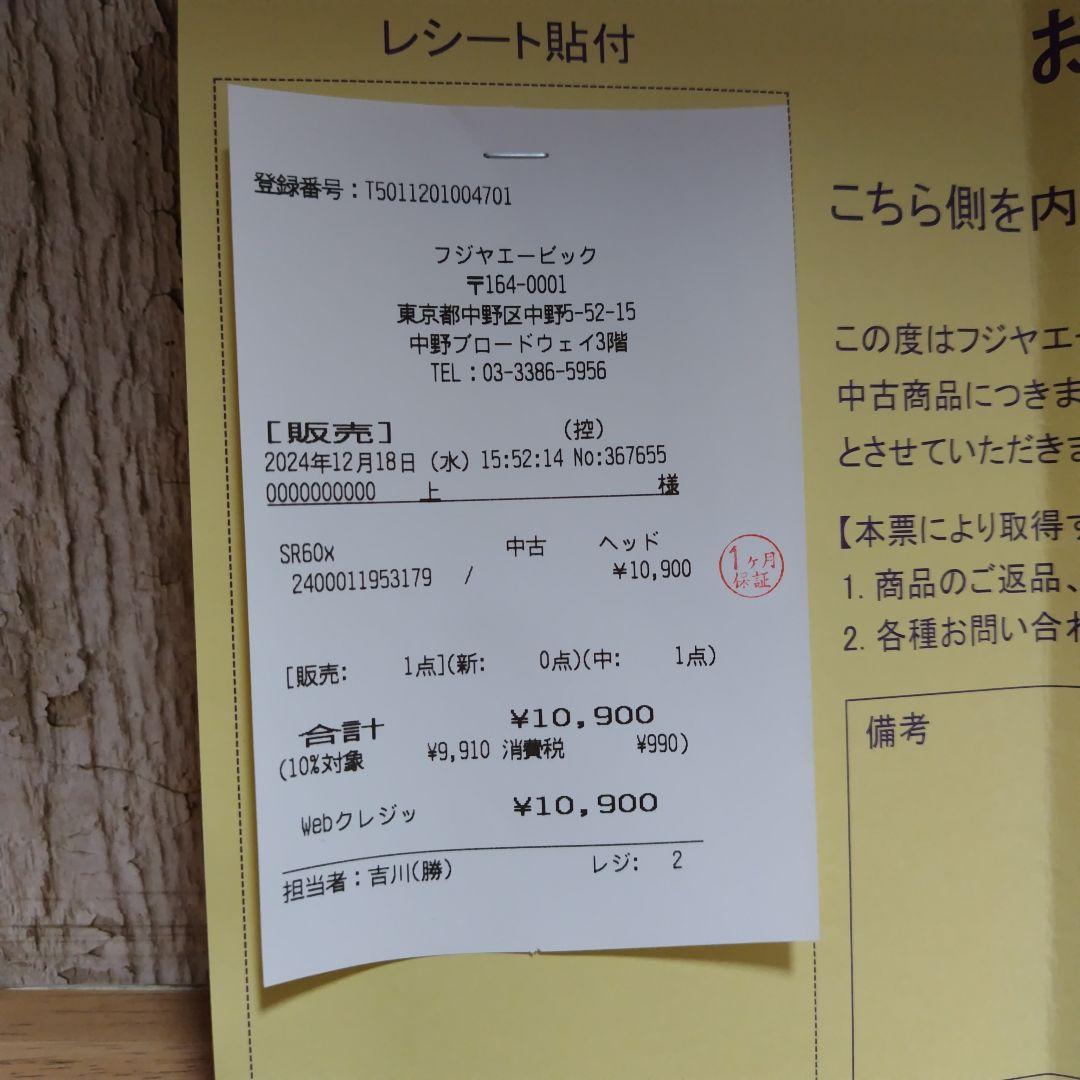 レシート貼付
登録番号：T5011201004701
フジヤエービック
〒164-0001
東京都中野区中野5-52-15
中野ブロードウェイ3階
TEL：03-3386-5956
[販売] (控)
2024年12月18日（水）15:52:14 No:367655
0000000000 上 様
SR60x 中古 ヘッド
2400011953179 / ¥10,900
1ヶ月
保証
[販売: 1点](新: 0点)(中: 1点)
合計 ¥10,900
(10%対象 ¥9,910 消費税 ¥990)
Webクレジッ ¥10,900
担当者：吉川(勝) レジ: 2
お
こちら側を内
この度はフジヤエー
中古商品につきま
とさせていただきま
【本票により取得す
1. 商品のご返品、
2. 各種お問い合わ
備考